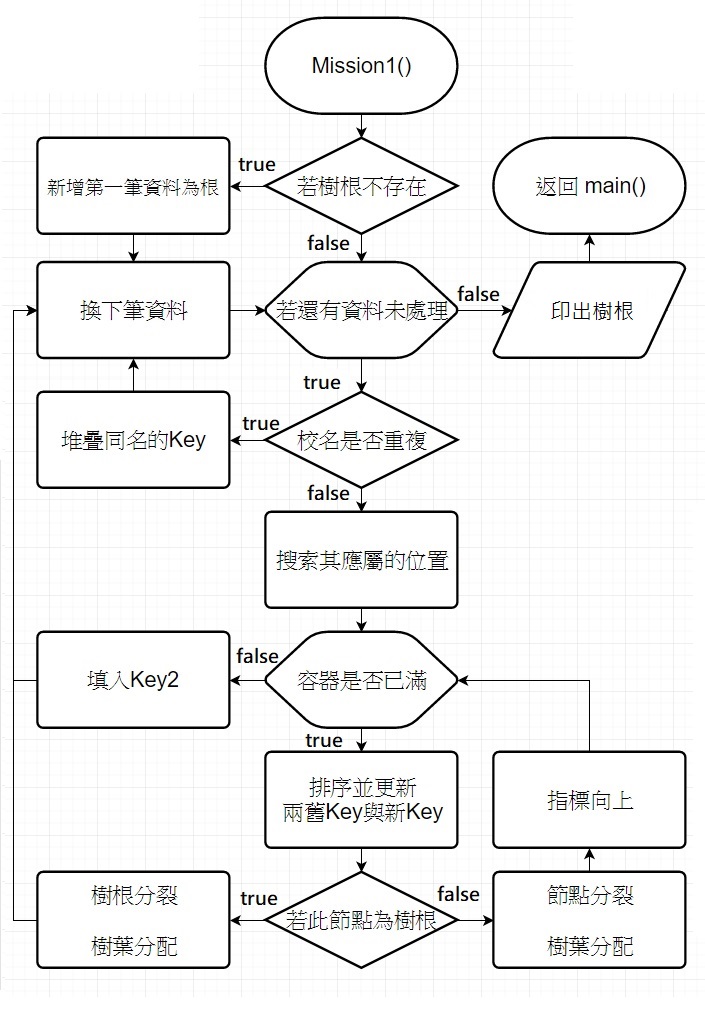 Mission1()
true
新增第一筆資料為根
若樹根不存在
返回 main()
false
換下筆資料
若還有資料未處理
false
印出樹根
true
堆疊同名的Key
true
校名是否重複
false
搜索其應屬的位置
填入Key2
false
容器是否已滿
true
排序並更新
兩舊Key與新Key
指標向上
樹根分裂
樹葉分配
true
若此節點為樹根
false
節點分裂
樹葉分配